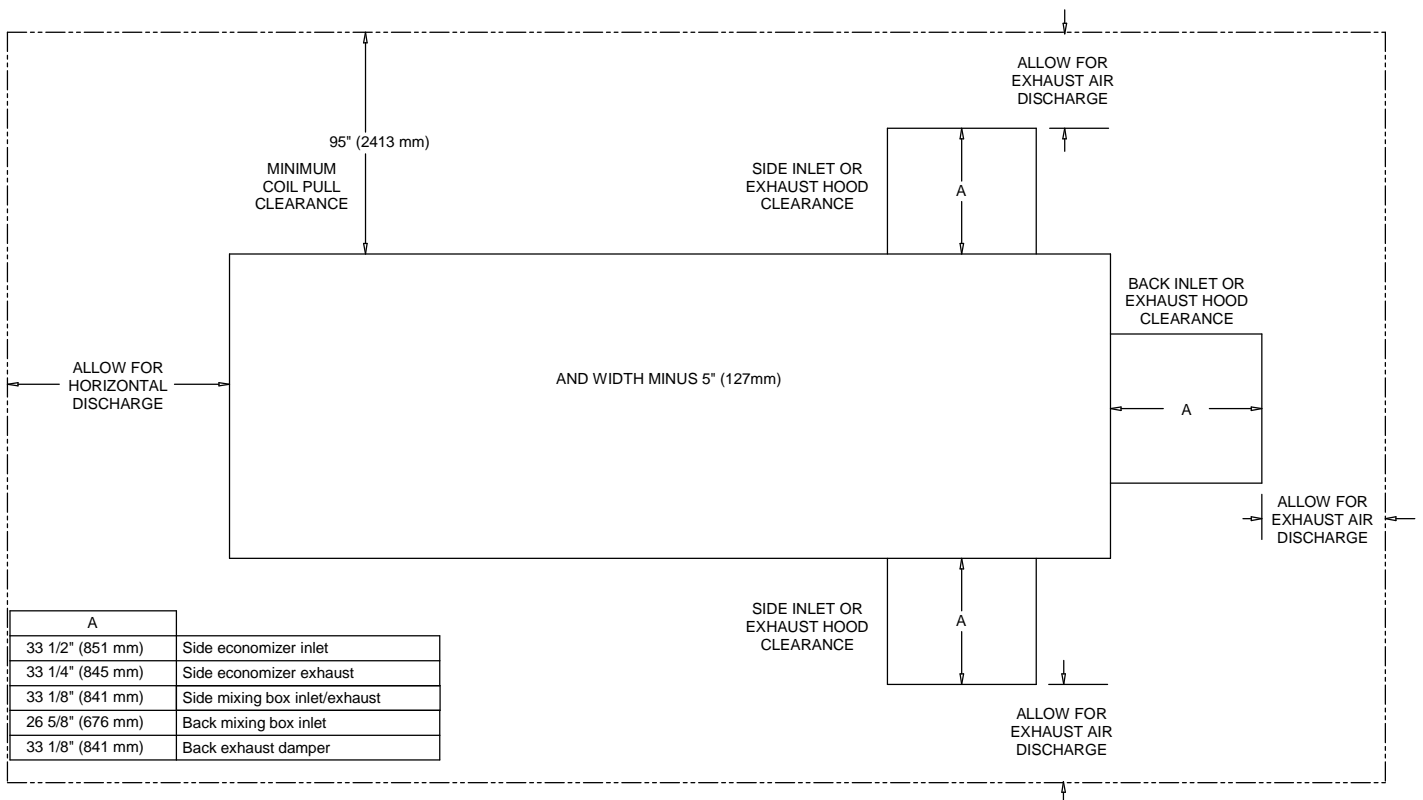 ALLOW FOR
EXHAUST AIR
DISCHARGE
95" (2413 mm)
MINIMUM
COIL PULL
CLEARANCE
SIDE INLET OR
EXHAUST HOOD
CLEARANCE
A
BACK INLET OR
EXHAUST HOOD
CLEARANCE
ALLOW FOR
HORIZONTAL
DISCHARGE
AND WIDTH MINUS 5" (127mm)
A
ALLOW FOR
EXHAUST AIR
DISCHARGE
SIDE INLET OR
EXHAUST HOOD
CLEARANCE
A
ALLOW FOR
EXHAUST AIR
DISCHARGE
A
33 1/2" (851 mm) Side economizer inlet
33 1/4" (845 mm) Side economizer exhaust
33 1/8" (841 mm) Side mixing box inlet/exhaust
26 5/8" (676 mm) Back mixing box inlet
33 1/8" (841 mm) Back exhaust damper